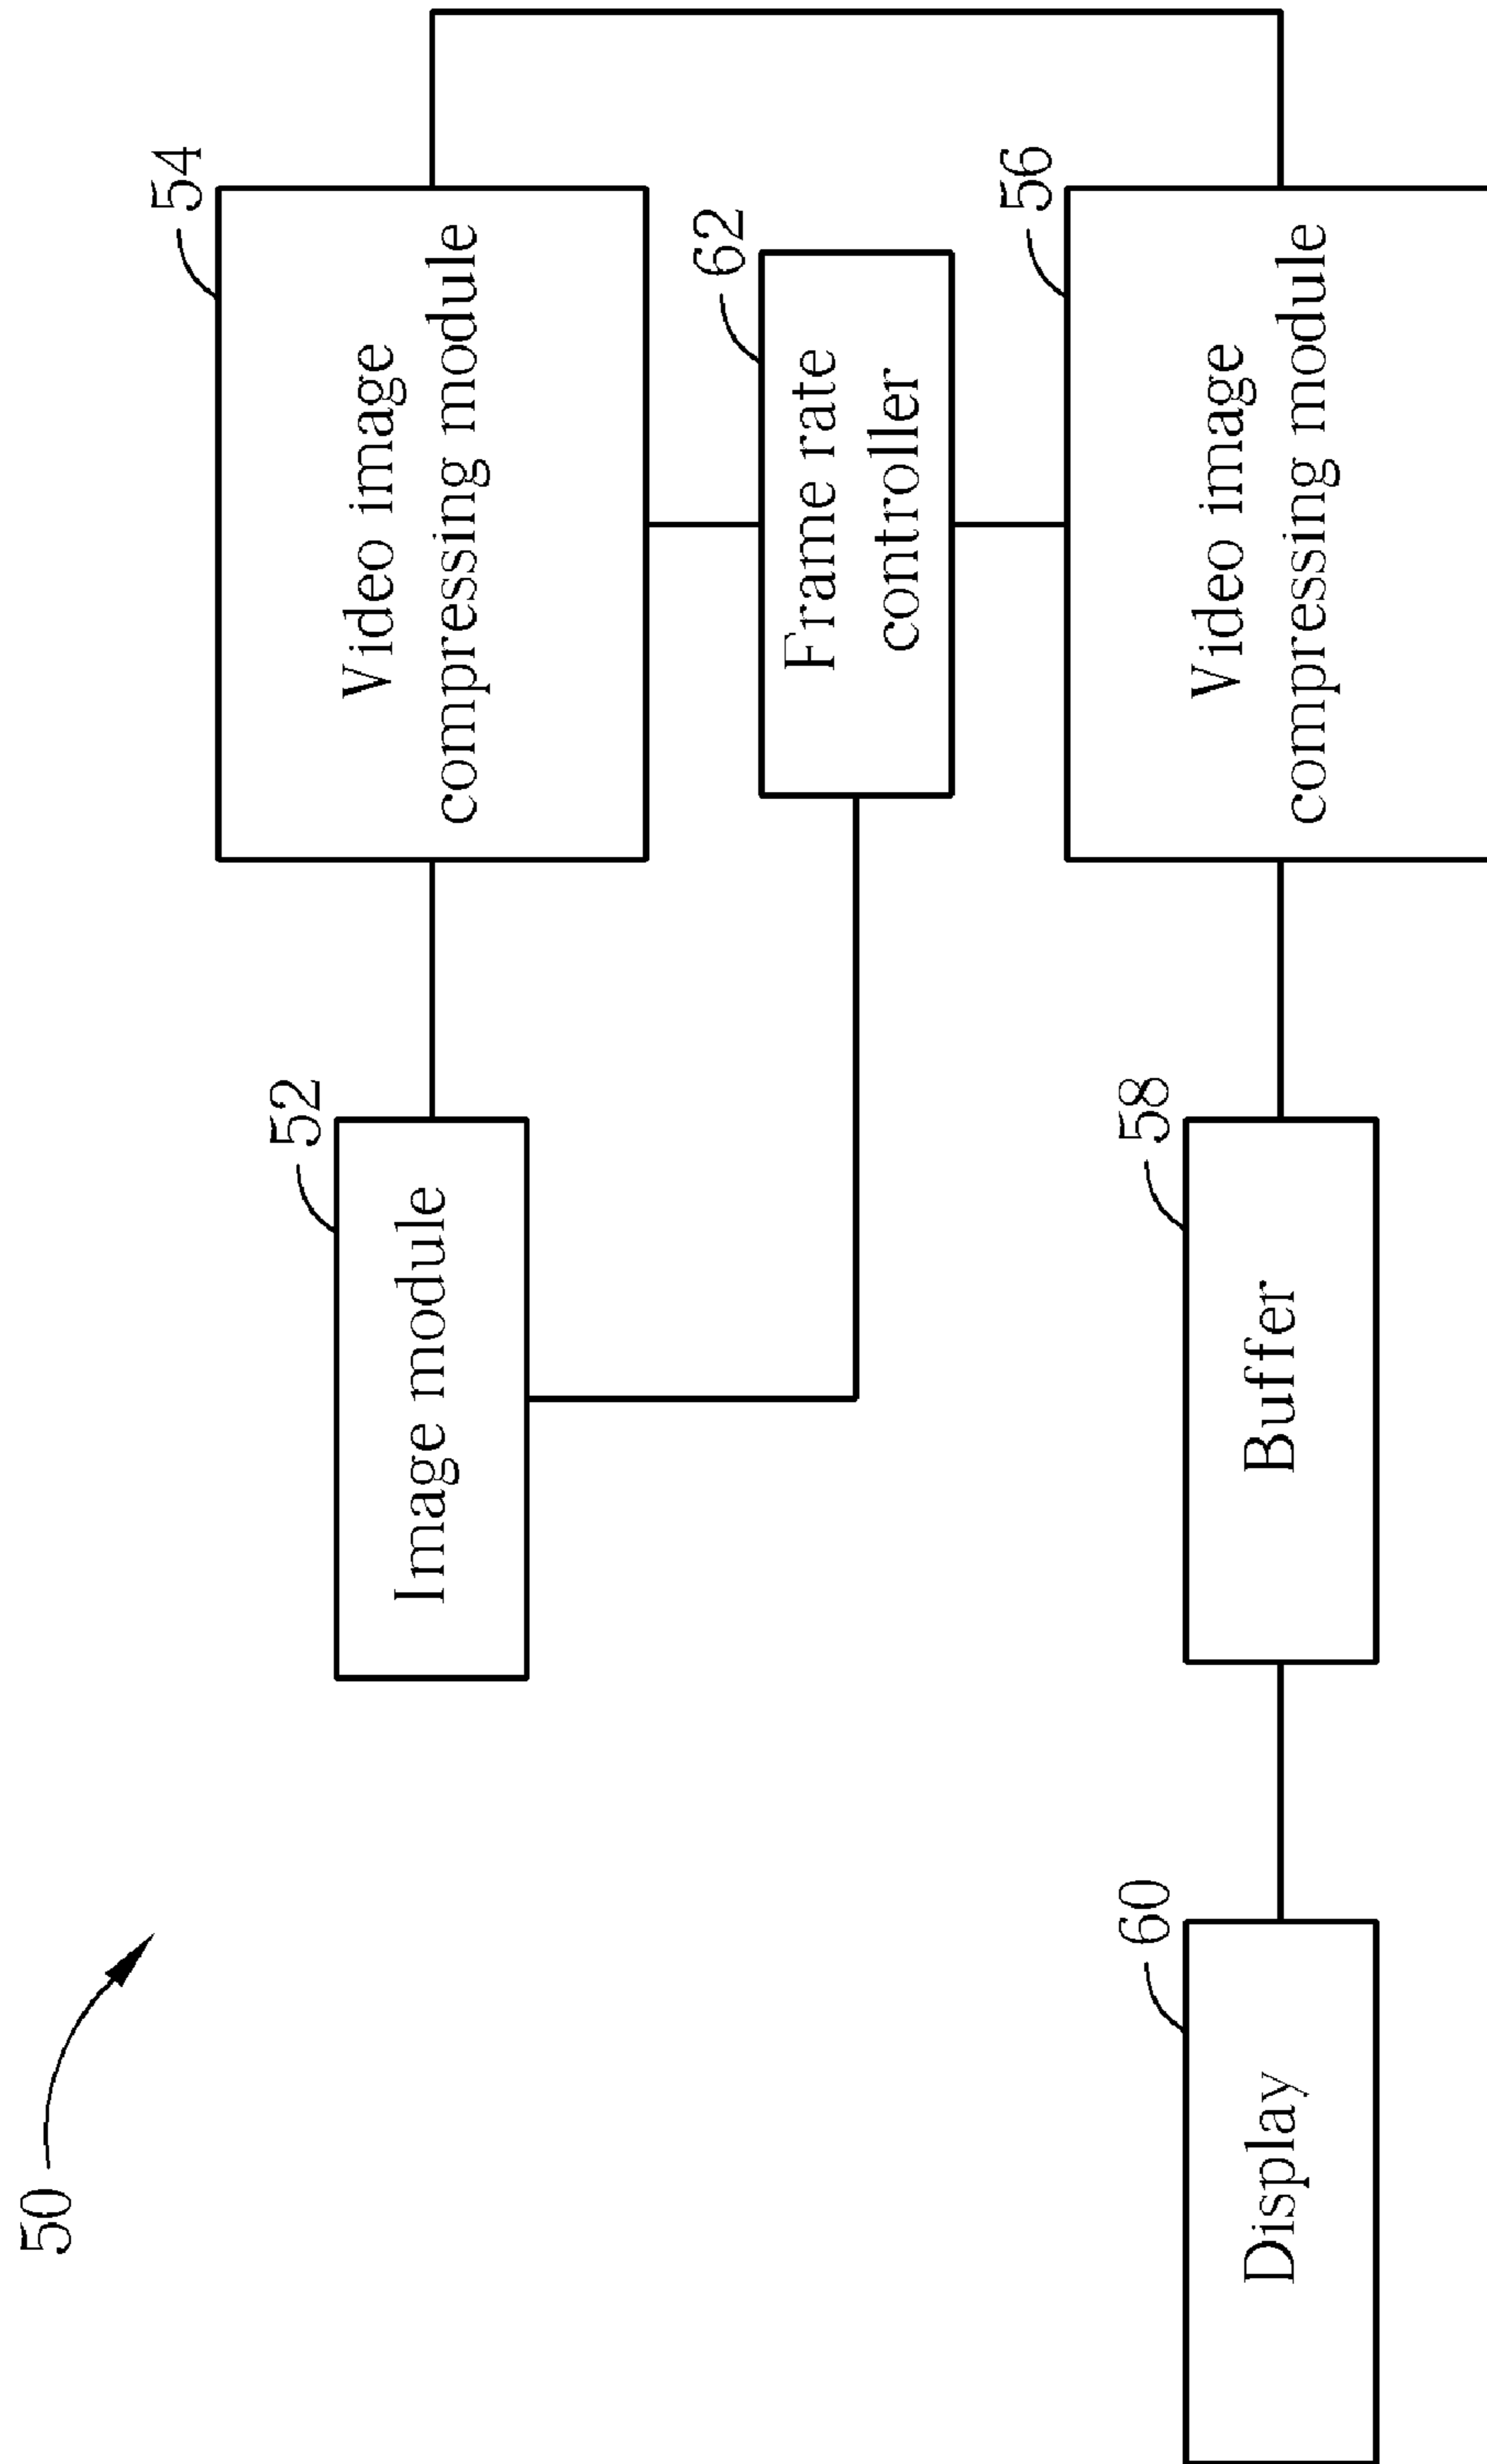 50
52
Image module
54
Video image
compressing module
62
Frame rate
controller
60
Display
58
Buffer
56
Video image
compressing module